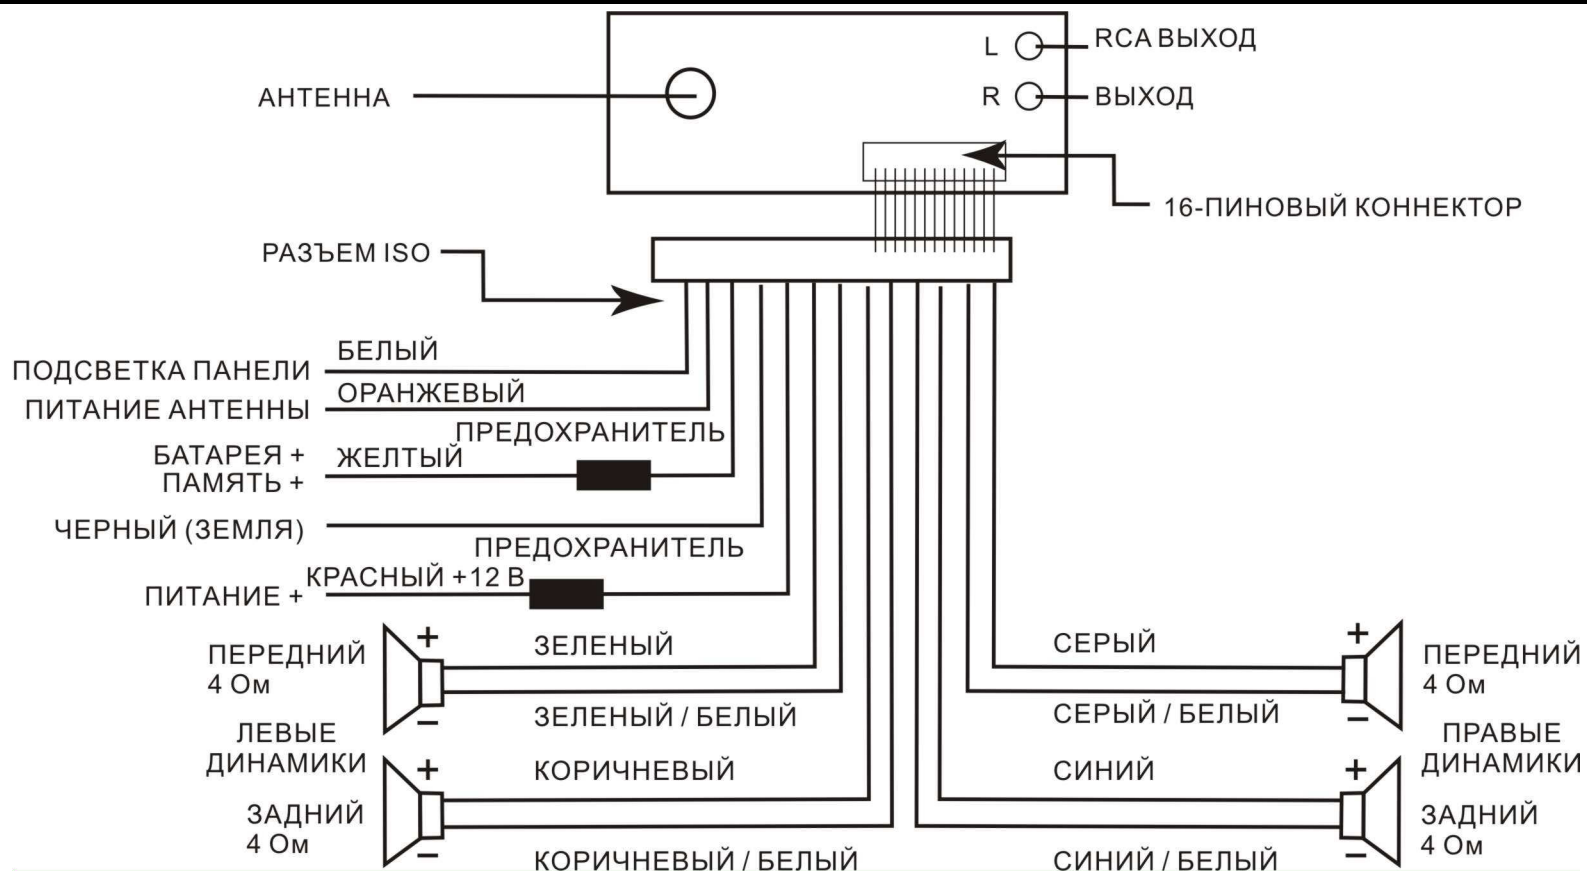 L
RCA ВЫХОД
АНТЕННА
R
ВЫХОД
16-ПИНОВЫЙ КОННЕКТОР
РАЗЪЕМ ISO
БЕЛЫЙ
ПОДСВЕТКА ПАНЕЛИ
ОРАНЖЕВЫЙ
ПИТАНИЕ АНТЕННЫ
ПРЕДОХРАНИТЕЛЬ
БАТАРЕЯ +
ПАМЯТЬ +
ЖЕЛТЫЙ
ЧЕРНЫЙ (ЗЕМЛЯ)
ПРЕДОХРАНИТЕЛЬ
КРАСНЫЙ +12 В
ПИТАНИЕ +
ПЕРЕДНИЙ
4 Ом
+
−
ЗЕЛЕНЫЙ
ЗЕЛЕНЫЙ / БЕЛЫЙ
СЕРЫЙ
СЕРЫЙ / БЕЛЫЙ
+
−
ПЕРЕДНИЙ
4 Ом
ЛЕВЫЕ
ДИНАМИКИ
ПРАВЫЕ
ДИНАМИКИ
ЗАДНИЙ
4 Ом
+
−
КОРИЧНЕВЫЙ
КОРИЧНЕВЫЙ / БЕЛЫЙ
СИНИЙ
СИНИЙ / БЕЛЫЙ
+
−
ЗАДНИЙ
4 Ом